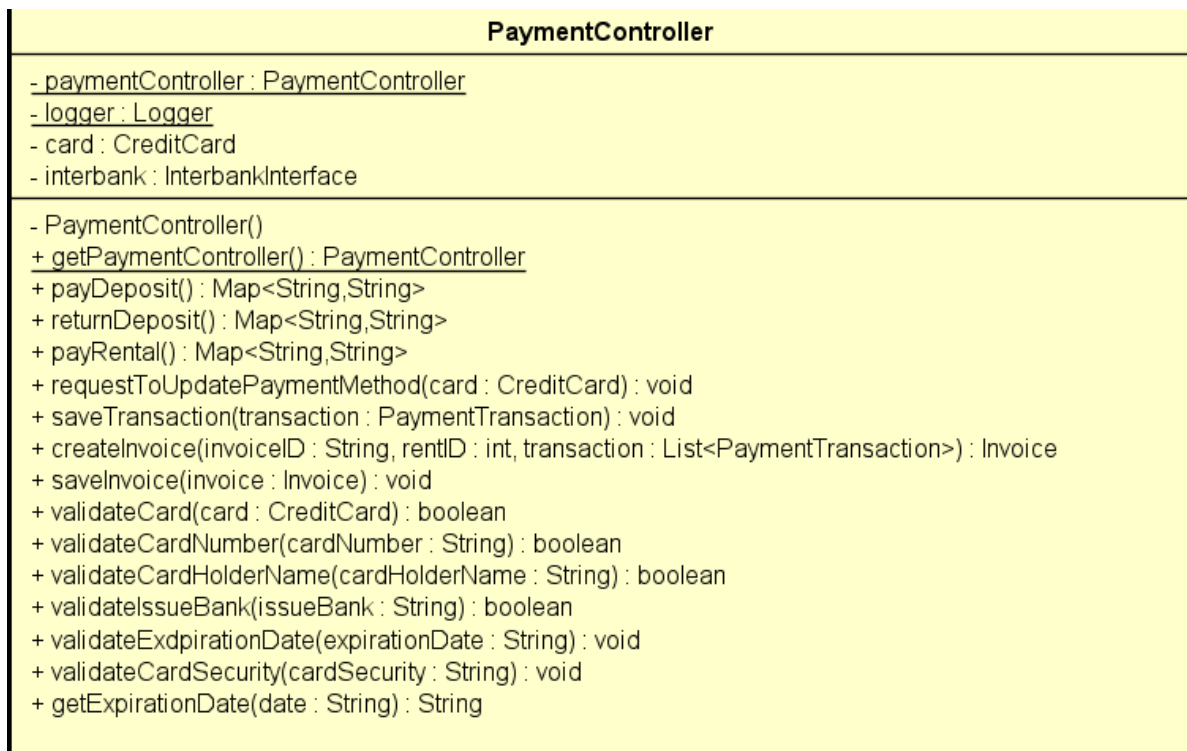 PaymentController
- paymentController : PaymentController
- logger : Logger
- card : CreditCard
- interbank : InterbankInterface
- PaymentController()
+ getPaymentController() : PaymentController
+ payDeposit() : Map<String,String>
+ returnDeposit() : Map<String,String>
+ payRental() : Map<String,String>
+ requestToUpdatePaymentMethod(card : CreditCard) : void
+ saveTransaction(transaction : PaymentTransaction) : void
+ createInvoice(invoiceID : String, rentID : int, transaction : List<PaymentTransaction>) : Invoice
+ saveInvoice(invoice : Invoice) : void
+ validateCard(card : CreditCard) : boolean
+ validateCardNumber(cardNumber : String) : boolean
+ validateCardHolderName(cardHolderName : String) : boolean
+ validateIssueBank(issueBank : String) : boolean
+ validateExdpirationDate(expirationDate : String) : void
+ validateCardSecurity(cardSecurity : String) : void
+ getExpirationDate(date : String) : String